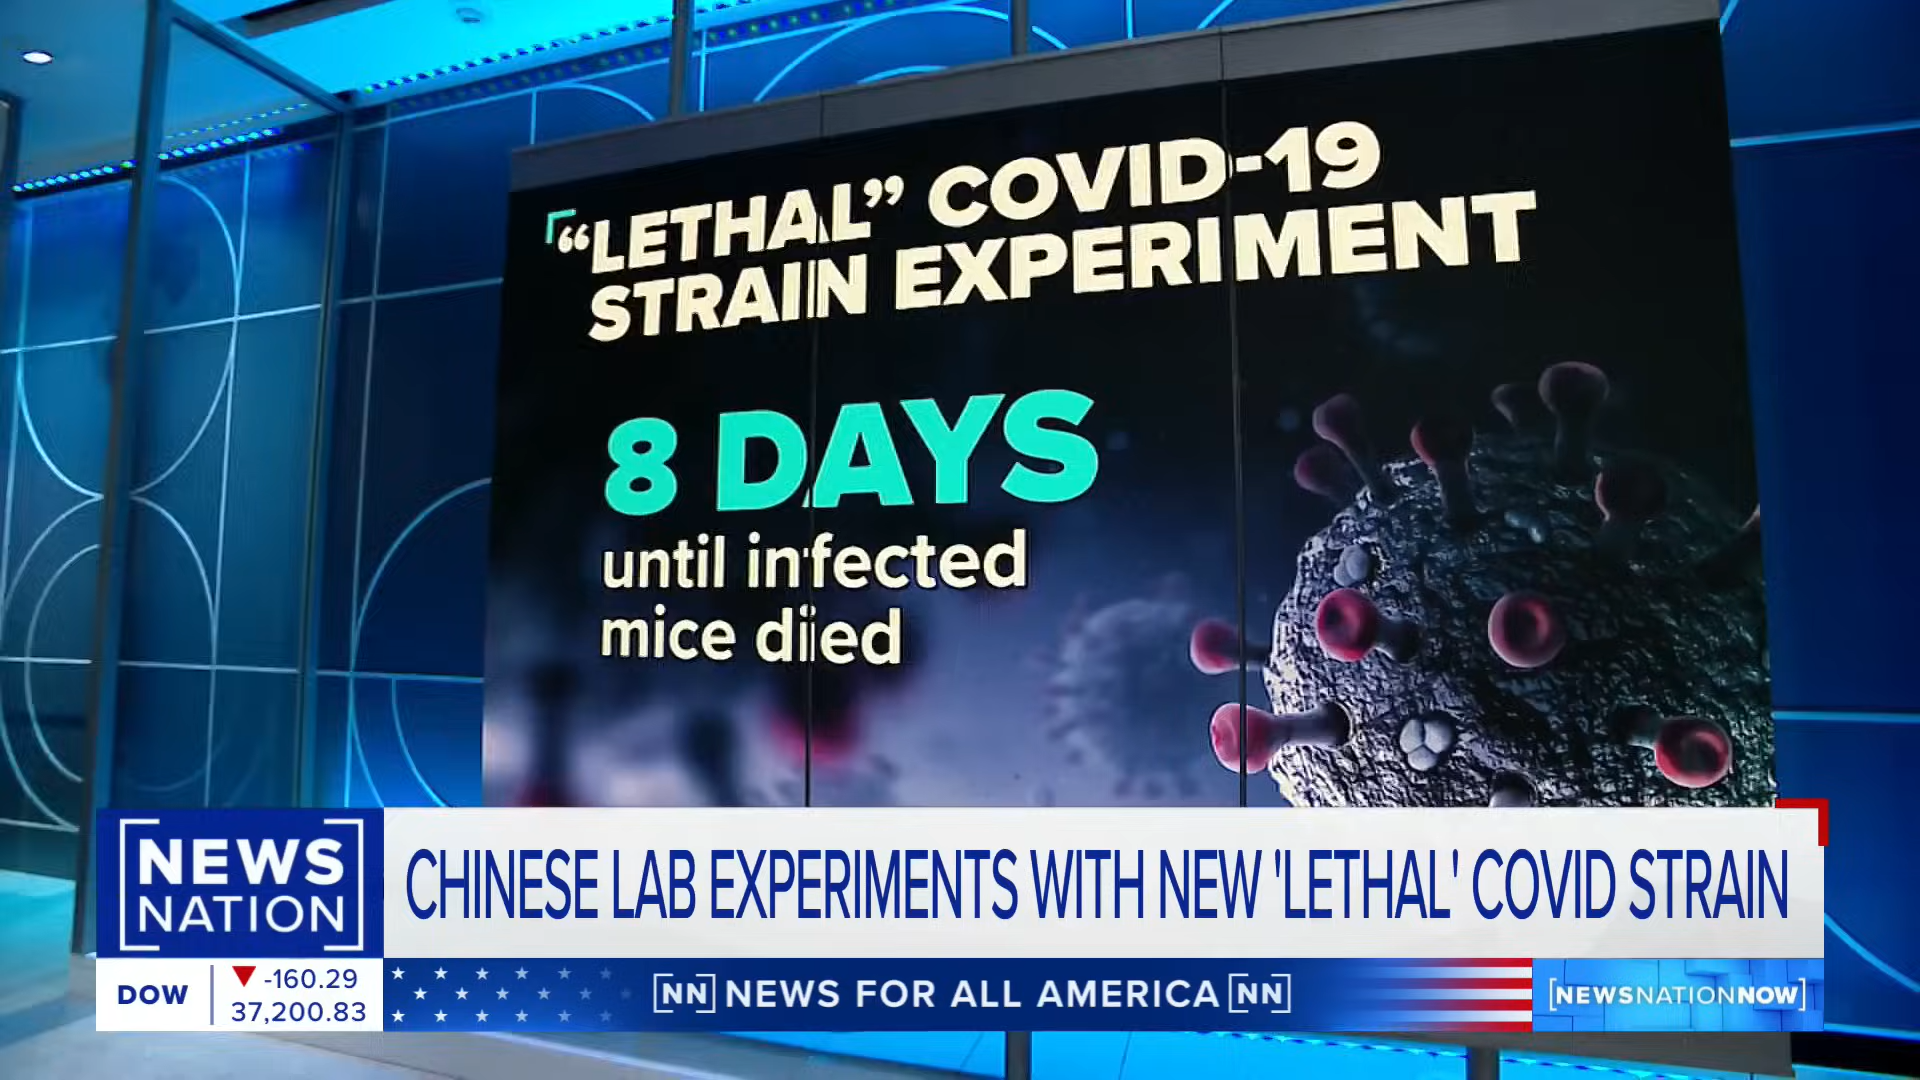 “LETHAL” COVID-19
STRAIN EXPERIMENT
8 DAYS
until infected
mice died
NEWS
NATION
CHINESE LAB EXPERIMENTS WITH NEW 'LETHAL' COVID STRAIN
DOW
-160.29
37,200.83
NN NEWS FOR ALL AMERICA NN
NEWSNATIONNOW